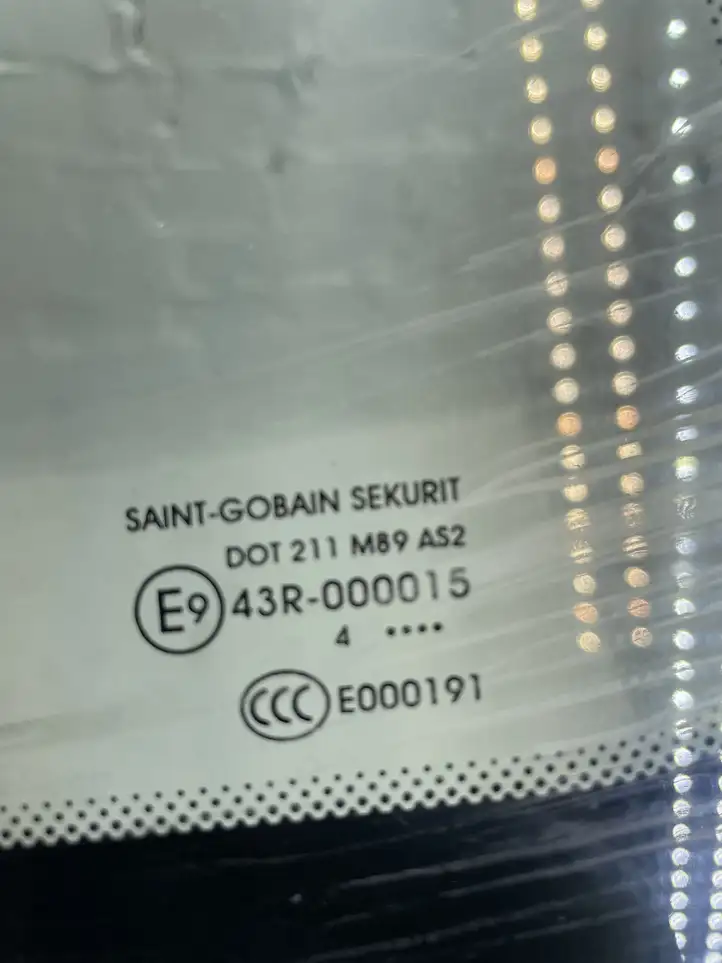 SAINT-GOBAIN SEKURIT
DOT 211 M89 AS2
E9 43R-000015
4 ••••
CCC E000191